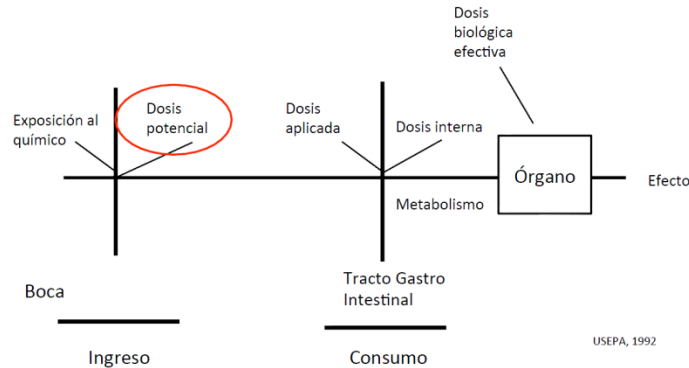 Dosis
biológica
efectiva
Exposición al
químico
Dosis
potencial
Dosis
aplicada
Dosis interna
Órgano
Efecto
Metabolismo
Boca
Tracto Gastro
Intestinal
Ingreso
Consumo
USEPA, 1992